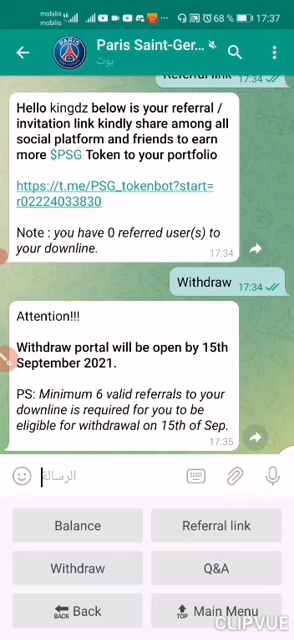 mobilis
mobilis
68 %
17:37
Paris Saint-Ger...
بوت
Referral link
17:34
Hello kingdz below is your referral /
invitation link kindly share among all
social platform and friends to earn
more $PSG Token to your portfolio
https://t.me/PSG_tokenbot?start=
r02224033830
Note : you have 0 referred user(s) to
your downline.
17:34
Withdraw
17:34
Attention!!!
Withdraw portal will be open by 15th
September 2021.
PS: Minimum 6 valid referrals to your
downline is required for you to be
eligible for withdrawal on 15th of Sep.
17:35
الرسالة
Balance
Referral link
Withdraw
Q&A
BACK Back
TOP Main Menu
CLIPVUE